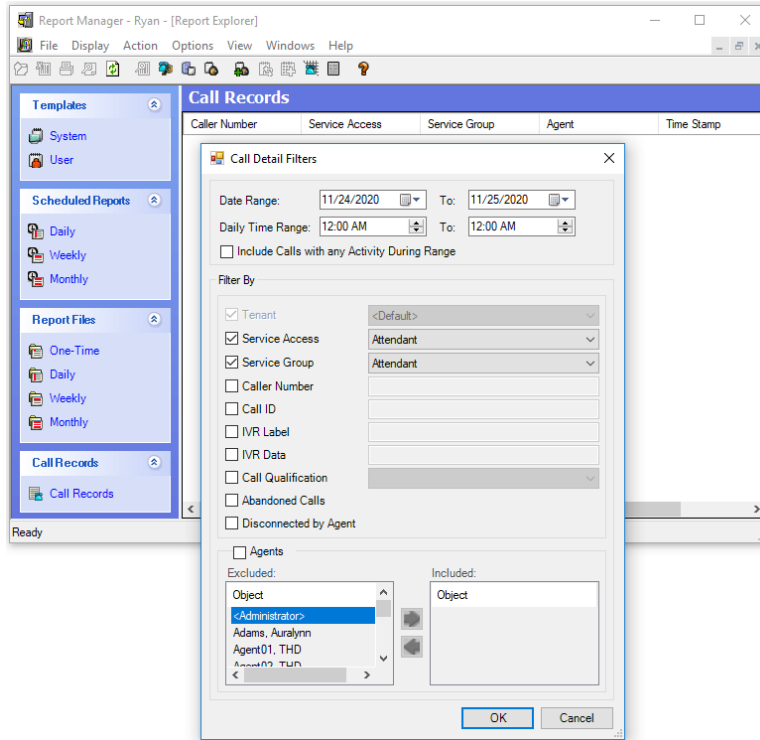 Report Manager - Ryan - [Report Explorer]
File Display Action Options View Windows Help
Templates
System
User
Scheduled Reports
Daily
Weekly
Monthly
Report Files
One-Time
Daily
Weekly
Monthly
Call Records
Call Records
Ready
Call Records
Caller Number Service Access Service Group Agent Time Stamp
Call Detail Filters
Date Range: 11/24/2020 To: 11/25/2020
Daily Time Range: 12:00 AM To: 12:00 AM
Include Calls with any Activity During Range
Filter By
Tenant <Default>
Service Access Attendant
Service Group Attendant
Caller Number
Call ID
IVR Label
IVR Data
Call Qualification
Abandoned Calls
Disconnected by Agent
Agents
Excluded: Included:
Object Object
<Administrator>
Adams, Auralynn
Agent01, THD
Agent02, THD
OK Cancel